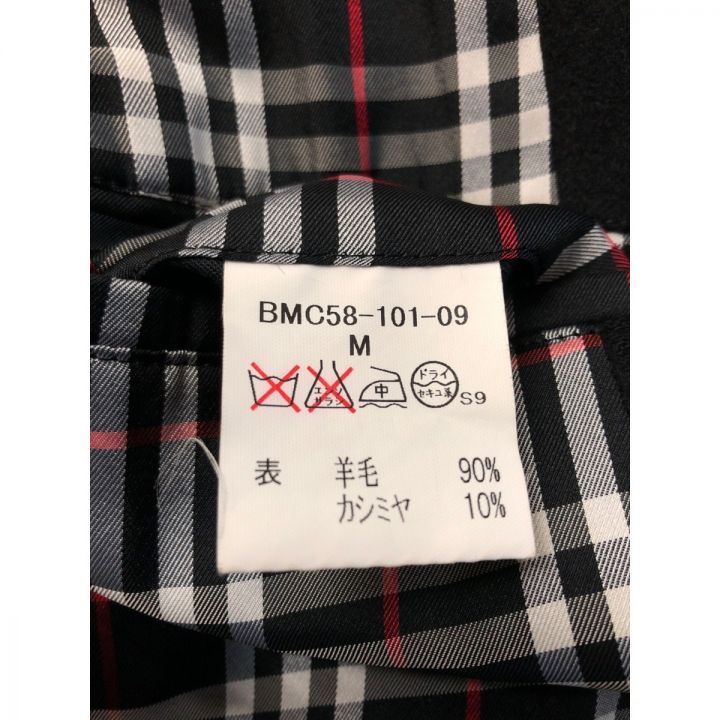 BMC58-101-09
M
エンソ
サラシ
中
ドライ
セキユ系
S9
表 羊毛 90%
カシミヤ 10%